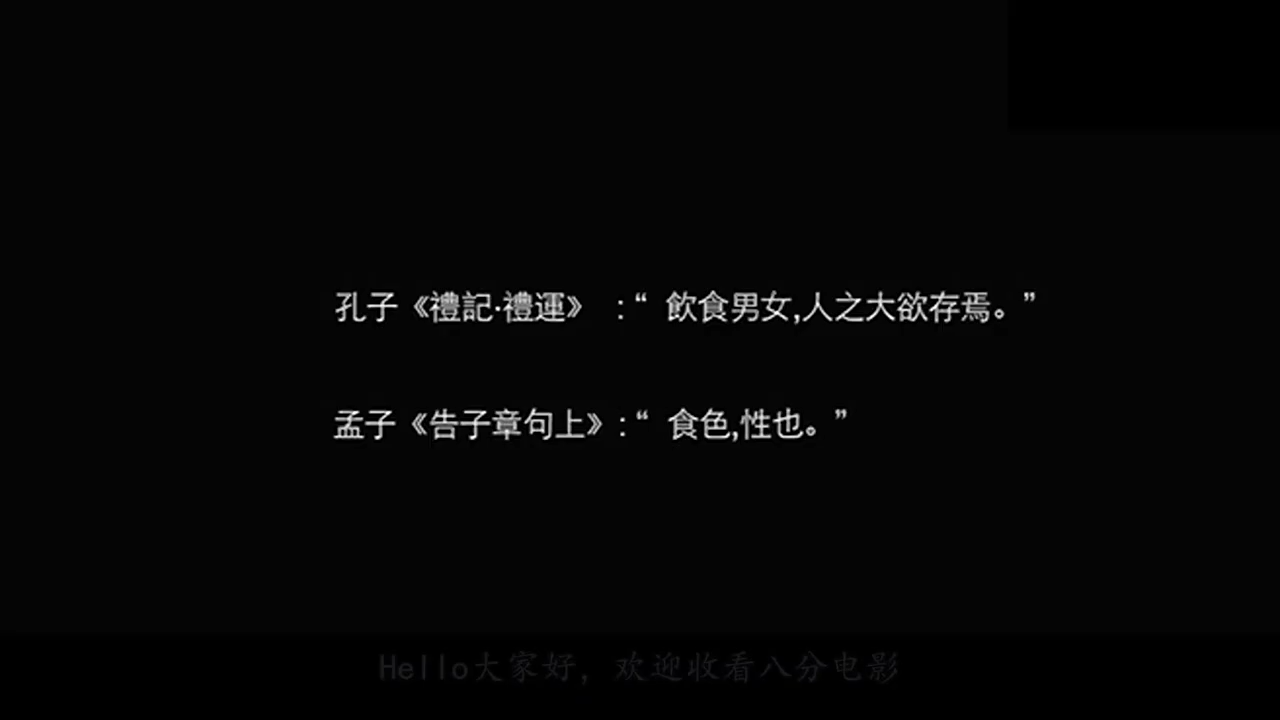 孔子《禮記·禮運》 :“ 飲食男女,人之大欲存焉。”
孟子《告子章句上》:“ 食色,性也。”
Hello大家好，欢迎收看八分电影